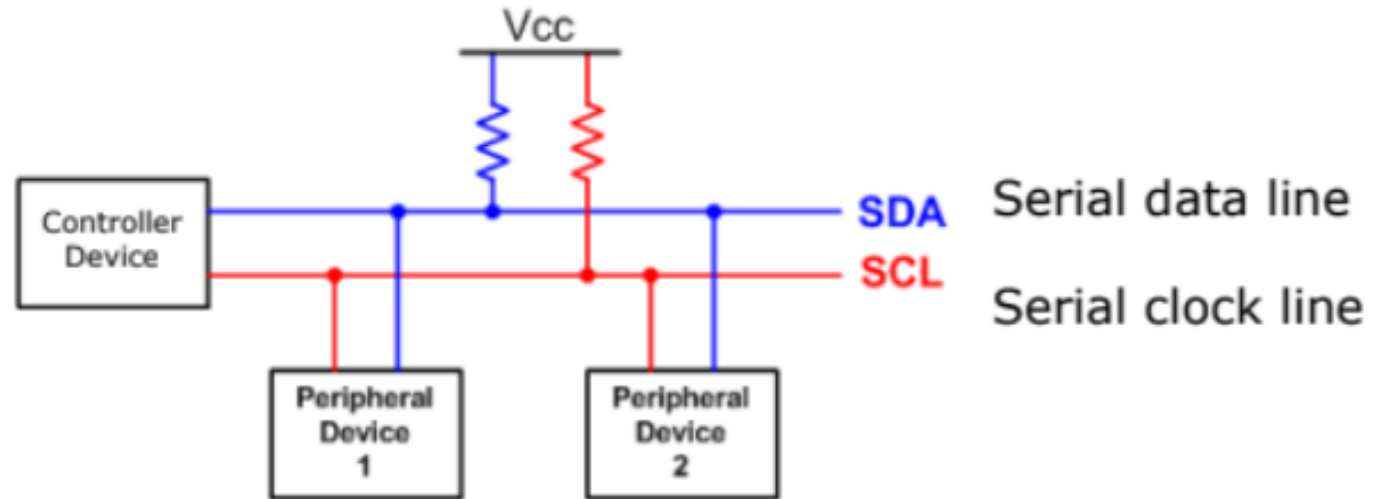 Vcc
Controller
Device
SDA Serial data line
SCL
Serial clock line
Peripheral
Device
1
Peripheral
Device
2